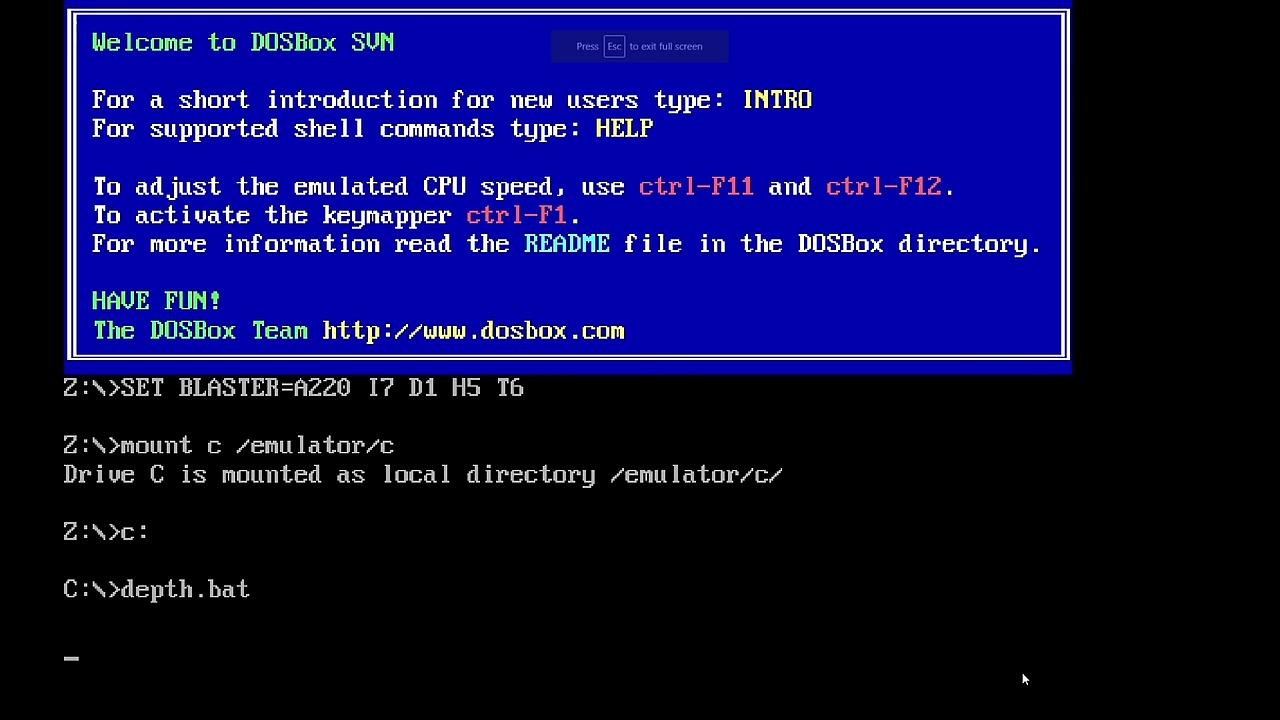 Welcome to DOSBox SVN
Press Esc to exit full screen
For a short introduction for new users type: INTRO
For supported shell commands type: HELP
To adjust the emulated CPU speed, use ctrl-F11 and ctrl-F12.
To activate the keymapper ctrl-F1.
For more information read the README file in the DOSBox directory.
HAVE FUN!
The DOSBox Team http://www.dosbox.com
Z:\>SET BLASTER=A220 I7 D1 H5 T6
Z:\>mount c /emulator/c
Drive C is mounted as local directory /emulator/c/
Z:\>c:
C:\>depth.bat